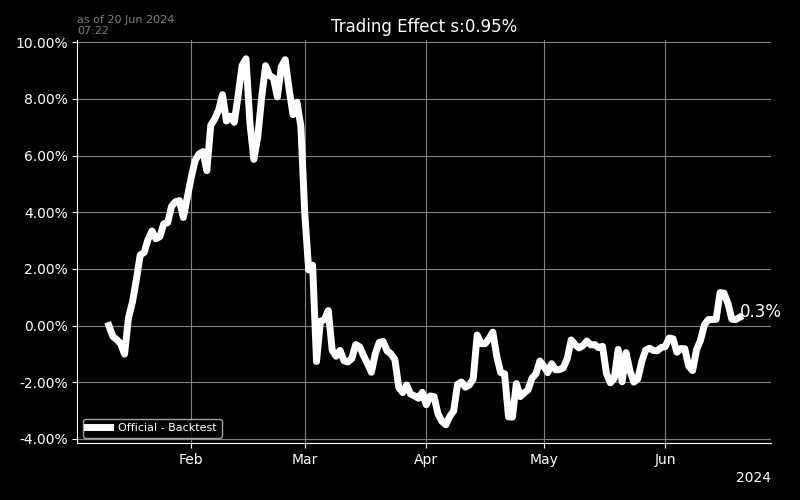 as of 20 Jun 2024
07:22
Trading Effect s:0.95%
10.00%
8.00%
6.00%
4.00%
2.00%
0.00%
-2.00%
-4.00%
0.3%
Official - Backtest
Feb
Mar
Apr
May
Jun
2024